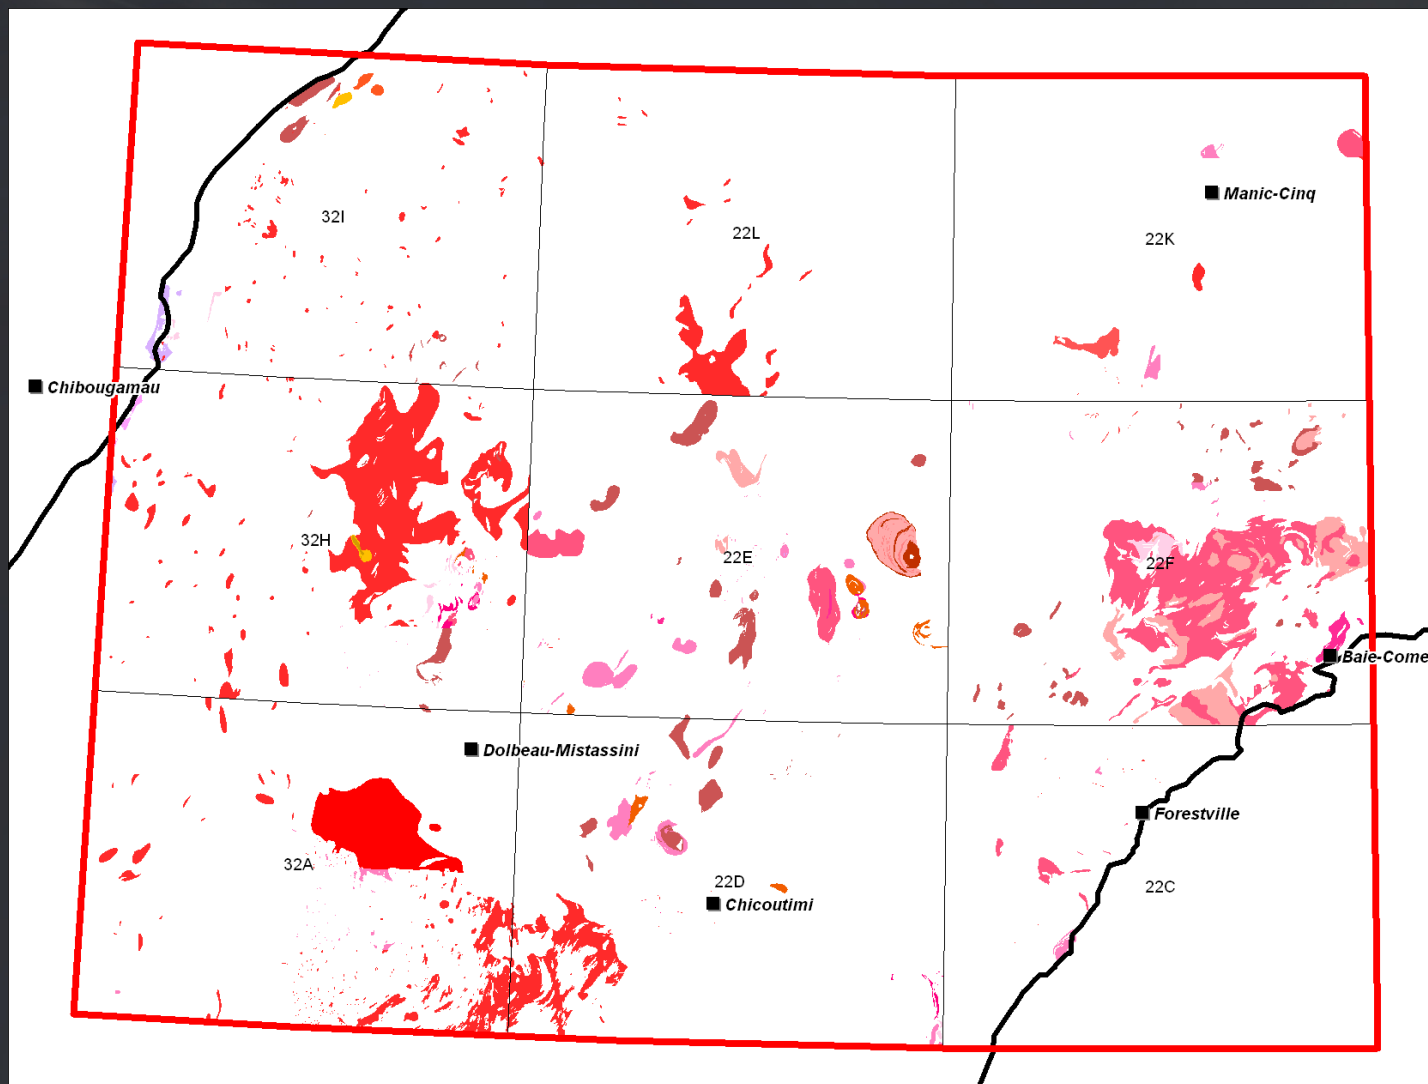 Manic-Cinq
32I
22L
22K
Chibougamau
32H
22E
22F
Baie-Come
Dolbeau-Mistassini
Forestville
32A
22D
22C
Chicoutimi